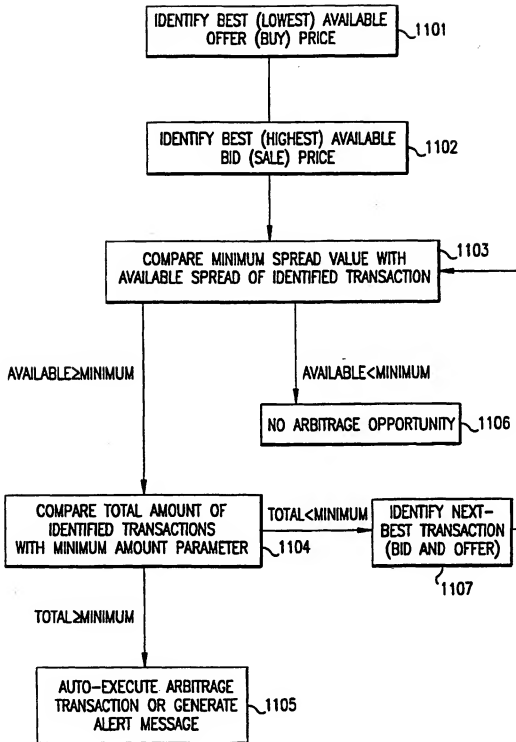 IDENTIFY BEST (LOWEST) AVAILABLE
OFFER (BUY) PRICE
1101
IDENTIFY BEST (HIGHEST) AVAILABLE
BID (SALE) PRICE
1102
1103
COMPARE MINIMUM SPREAD VALUE WITH
AVAILABLE SPREAD OF IDENTIFIED TRANSACTION
AVAILABLE≥MINIMUM
AVAILABLE<MINIMUM
NO ARBITRAGE OPPORTUNITY
1106
COMPARE TOTAL AMOUNT OF
IDENTIFIED TRANSACTIONS
WITH MINIMUM AMOUNT PARAMETER
1104
TOTAL<MINIMUM
IDENTIFY NEXT-
BEST TRANSACTION
(BID AND OFFER)
1107
TOTAL≥MINIMUM
AUTO-EXECUTE ARBITRAGE
TRANSACTION OR GENERATE
ALERT MESSAGE
1105